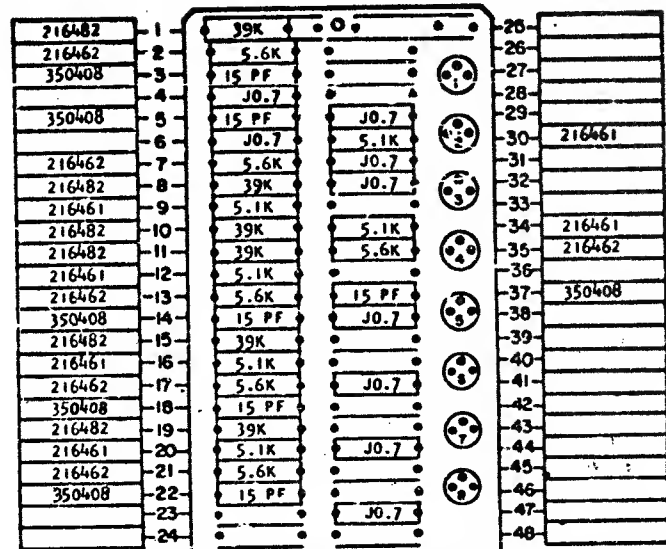 216482 1 39K 25
216462 2 5.6K 26
350408 3 15 PF 27
4 J0.7 28
350408 5 15 PF J0.7 29
6 J0.7 5.1K 30 216461
216462 7 5.6K J0.7 31
216482 8 39K J0.7 32
216461 9 5.1K 33
216482 10 39K 5.1K 34 216461
216482 11 39K 5.6K 35 216462
216461 12 5.1K 36
216462 13 5.6K 15 PF 37 350408
350408 14 15 PF J0.7 38
216482 15 39K 39
216461 16 5.1K 40
216462 17 5.6K J0.7 41
350408 18 15 PF 42
216482 19 39K 43
216461 20 5.1K J0.7 44
216462 21 5.6K 45
350408 22 15 PF 46
23 J0.7 47
24 48
1
2
3
4
5
7